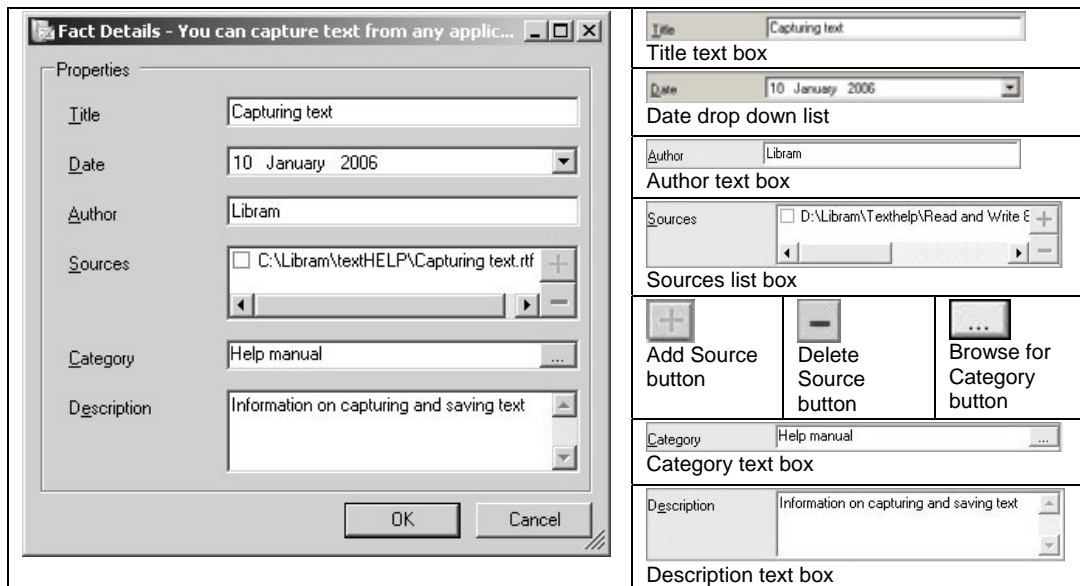 Fact Details - You can capture text from any applic...
Properties
Title Capturing text
Date 10 January 2006
Author Libram
Sources C:\Libram\textHELP\Capturing text.rtf
Category Help manual ...
Description Information on capturing and saving text
OK Cancel
Title Capturing text
Title text box
Date 10 January 2006
Date drop down list
Author Libram
Author text box
Sources D:\Libram\Texthelp\Read and Write 8
Sources list box
Add Source button
Delete Source button
...
Browse for Category button
Category Help manual ...
Category text box
Description Information on capturing and saving text
Description text box